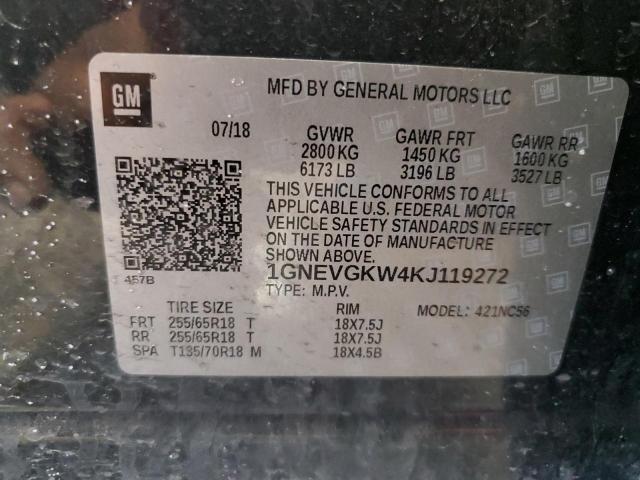 GM
MFD BY GENERAL MOTORS LLC
07/18 GVWR GAWR FRT GAWR RR
2800 KG 1450 KG 1600 KG
6173 LB 3196 LB 3527 LB
THIS VEHICLE CONFORMS TO ALL
APPLICABLE U.S. FEDERAL MOTOR
VEHICLE SAFETY STANDARDS IN EFFECT
ON THE DATE OF MANUFACTURE
SHOWN ABOVE.
457B
1GNEVGKW4KJ119272
TYPE: M.P.V. MODEL: 421NC56
TIRE SIZE RIM
FRT 255/65R18 T 18X7.5J
RR 255/65R18 T 18X7.5J
SPA T135/70R18 M 18X4.5B